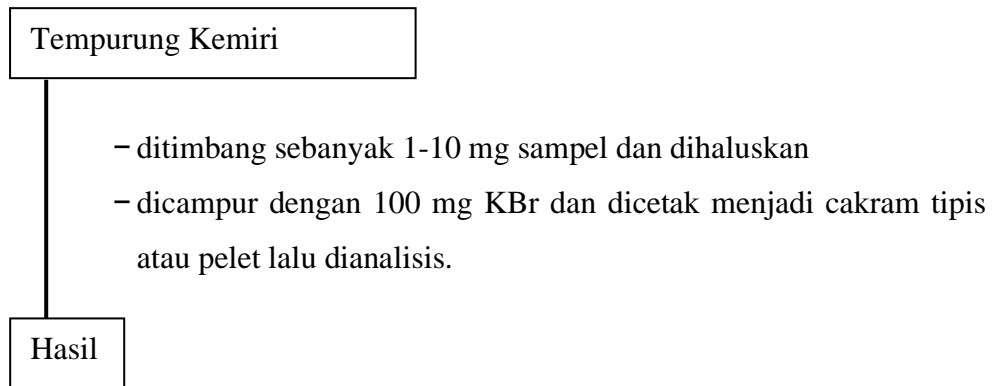 Tempurung Kemiri
− ditimbang sebanyak 1-10 mg sampel dan dihaluskan
− dicampur dengan 100 mg KBr dan dicetak menjadi cakram tipis
atau pelet lalu dianalisis.
Hasil